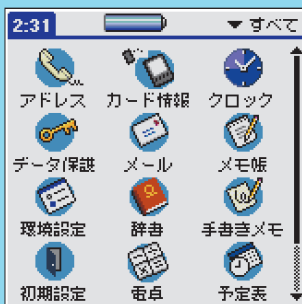 2:31 ▼ すべて
アドレス カード情報 クロック
データ保護 メール メモ帳
環境設定 辞書 手書きメモ
初期設定 電卓 予定表